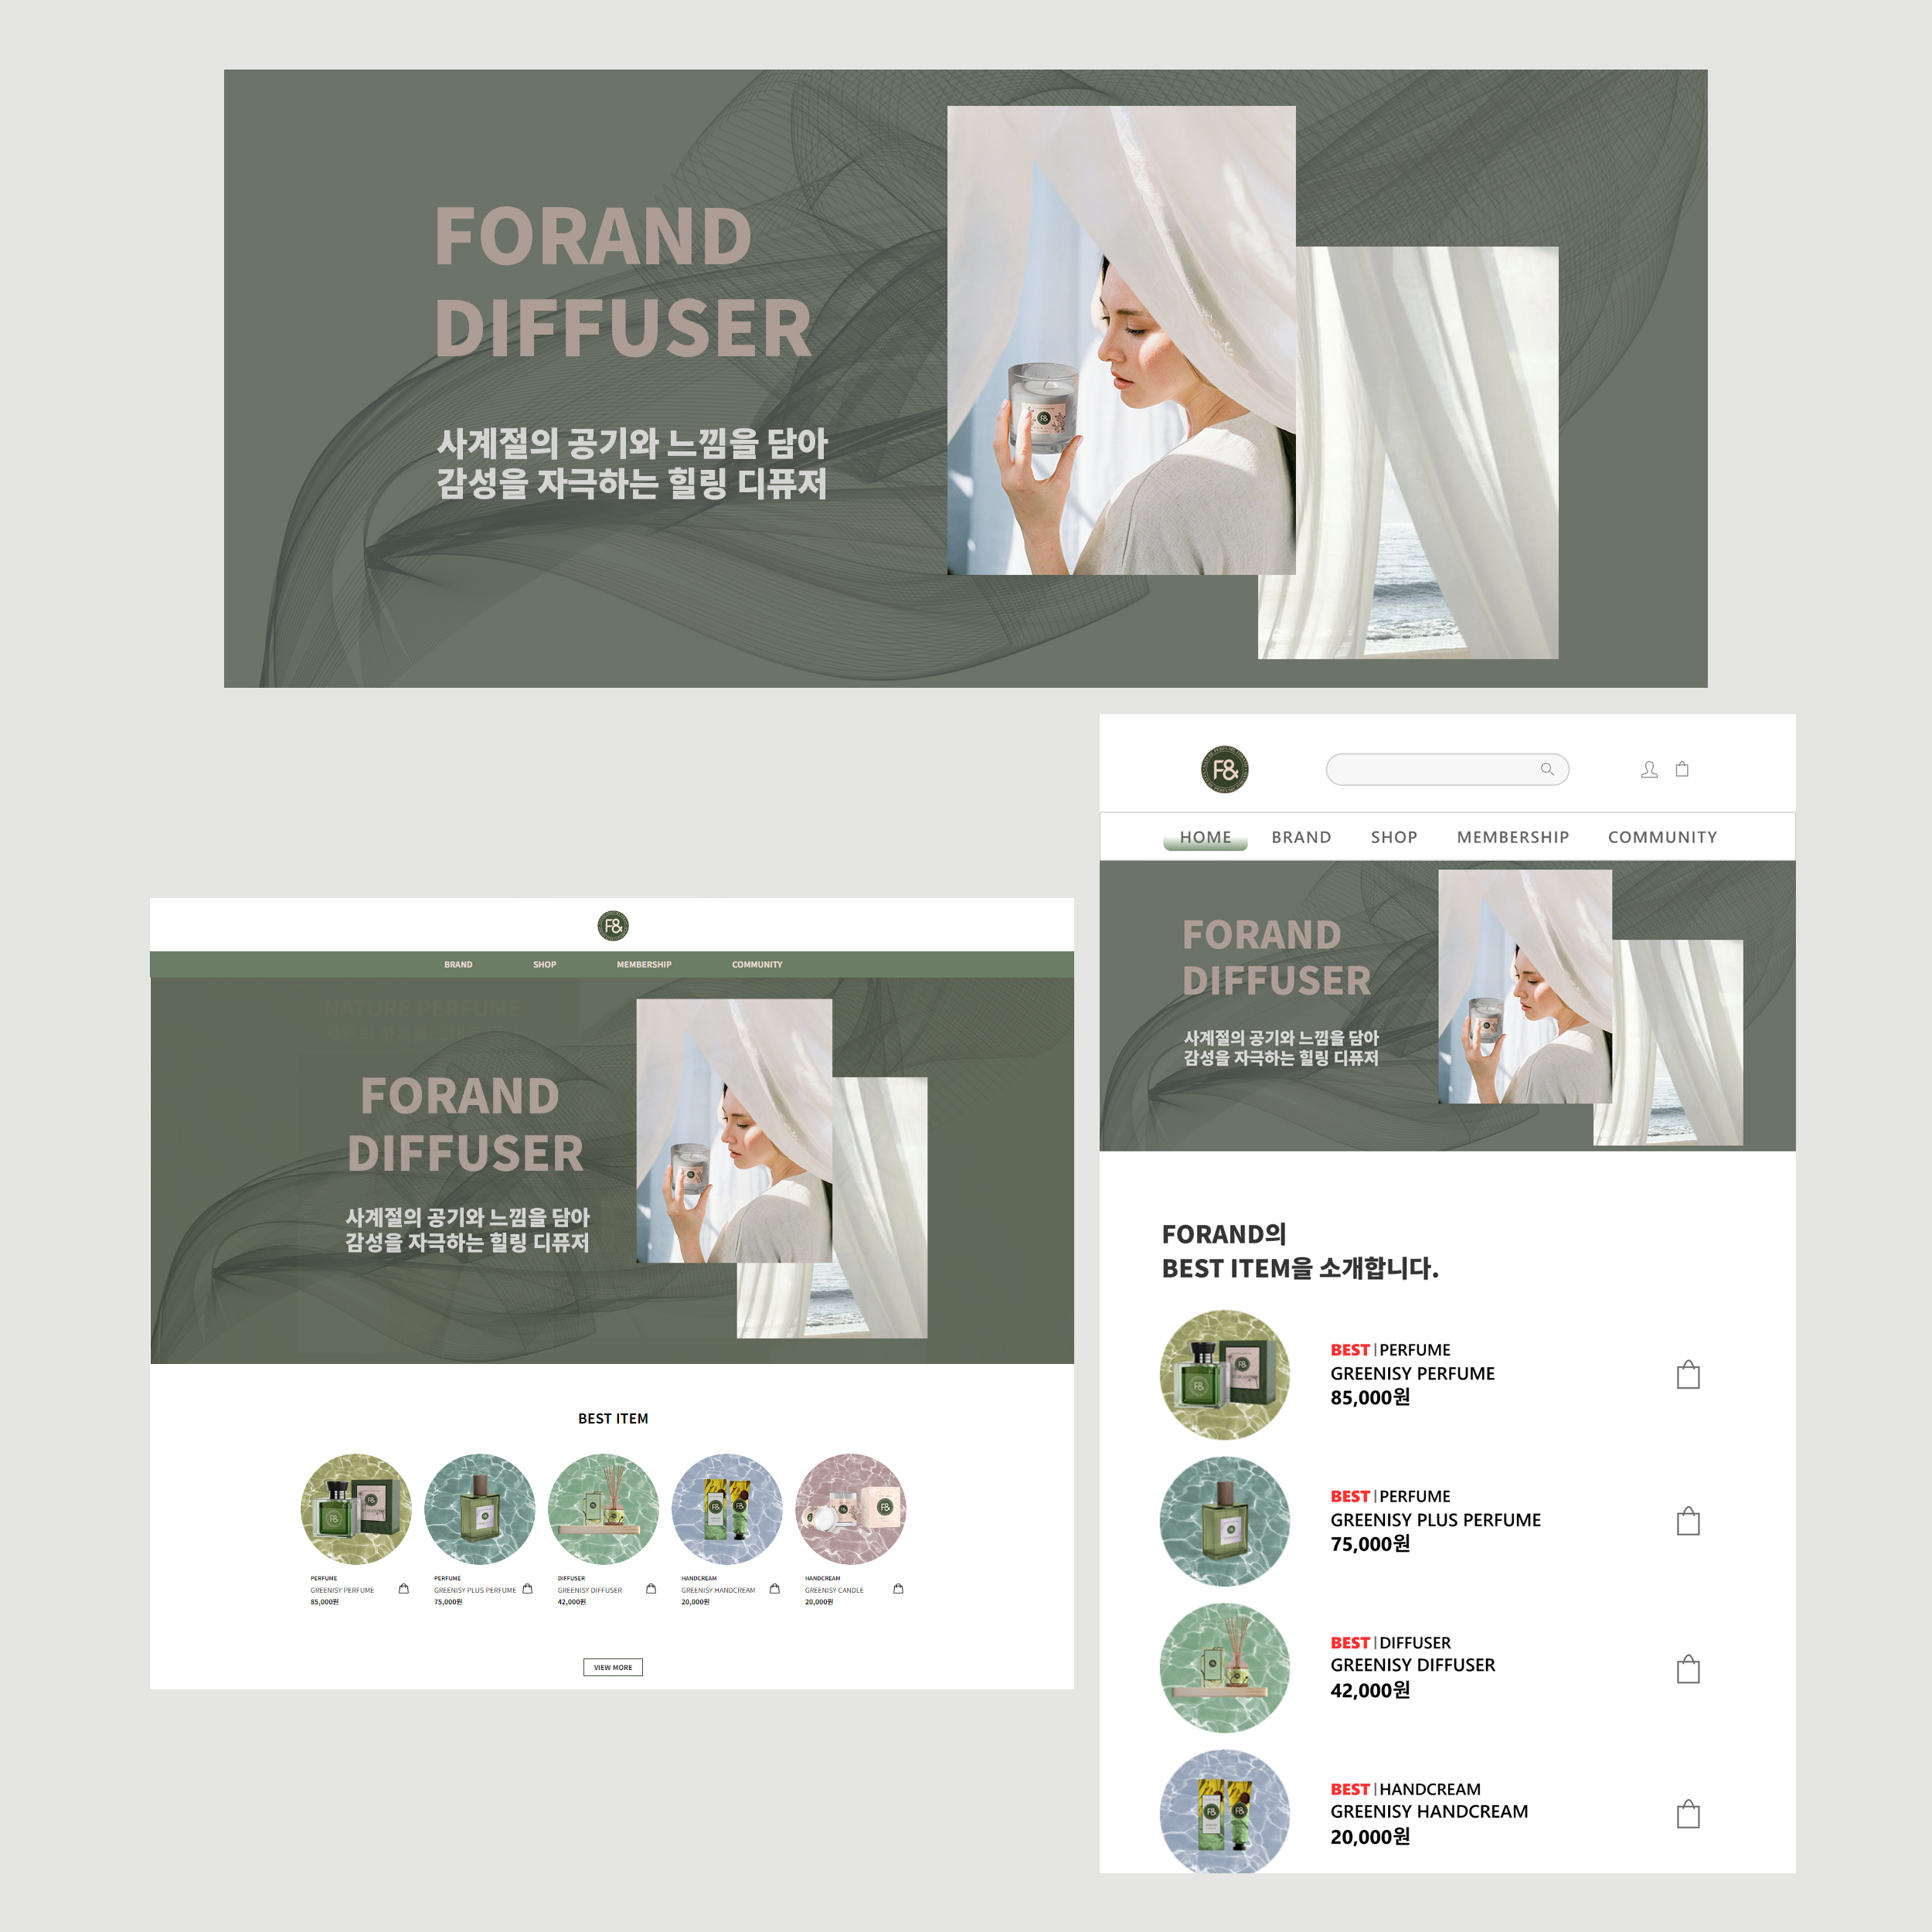 FORAND
DIFFUSER
사계절의 공기와 느낌을 담아
감성을 자극하는 힐링 디퓨저
F&
F&
BRAND SHOP MEMBERSHIP COMMUNITY
NATURE PERFUME
FORAND
DIFFUSER
사계절의 공기와 느낌을 담아
감성을 자극하는 힐링 디퓨저
BEST ITEM
PERFUME
GREENISY PERFUME
85,000원
PERFUME
GREENISY PLUS PERFUME
75,000원
DIFFUSER
GREENISY DIFFUSER
42,000원
HANDCREAM
GREENISY HANDCREAM
20,000원
HANDCREAM
GREENISY CANDLE
20,000원
VIEW MORE
F&
HOME BRAND SHOP MEMBERSHIP COMMUNITY
FORAND
DIFFUSER
사계절의 공기와 느낌을 담아
감성을 자극하는 힐링 디퓨저
FORAND의
BEST ITEM을 소개합니다.
BEST | PERFUME
GREENISY PERFUME
85,000원
BEST | PERFUME
GREENISY PLUS PERFUME
75,000원
BEST | DIFFUSER
GREENISY DIFFUSER
42,000원
BEST | HANDCREAM
GREENISY HANDCREAM
20,000원